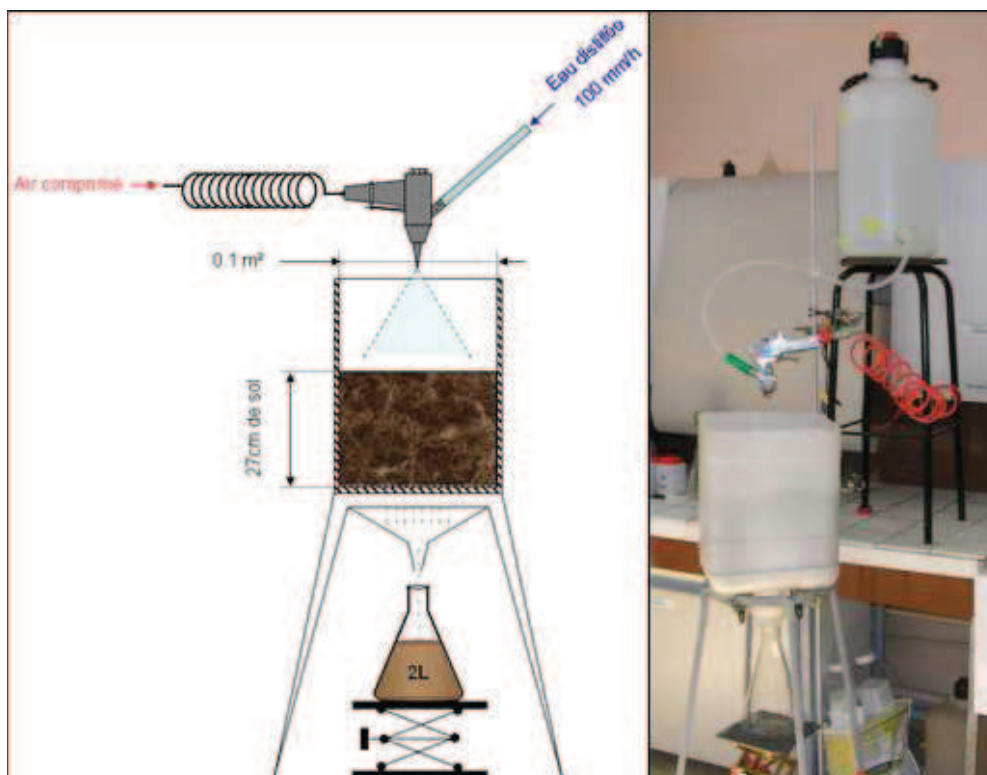 Eau distillée
100 mm/h
Air comprimé
0.1 m²
27cm de sol
2L